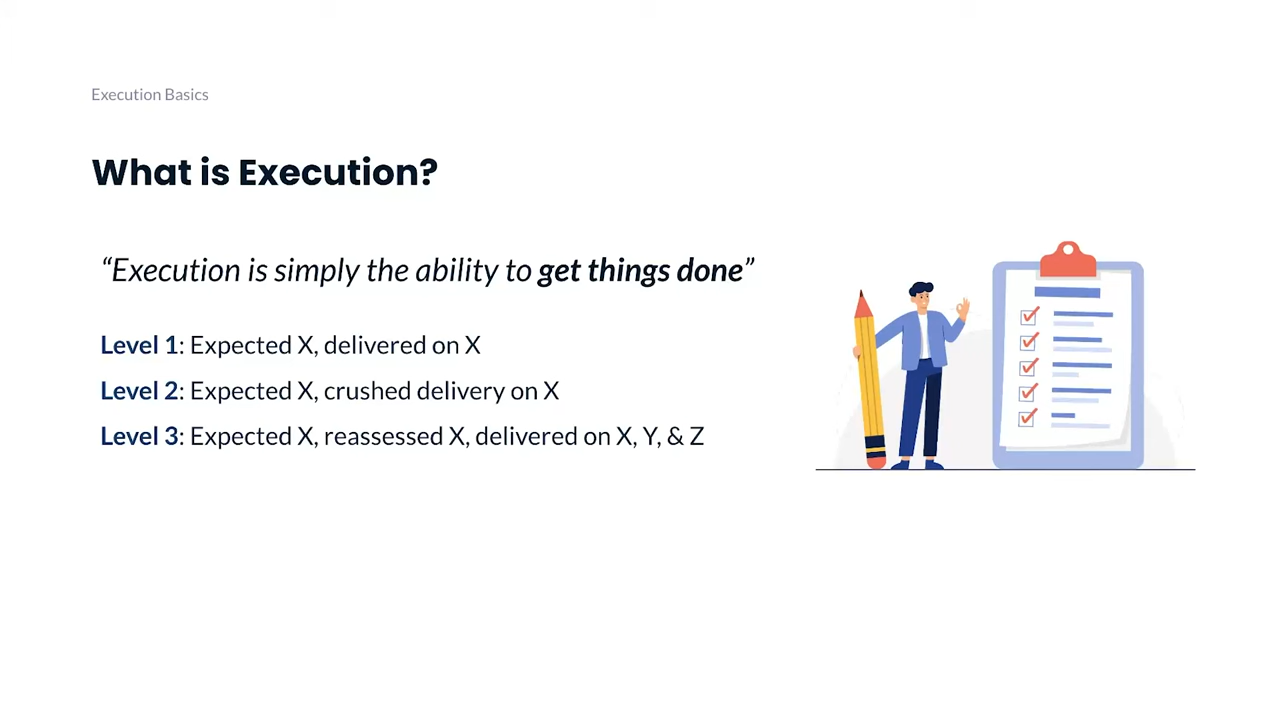 Execution Basics
What is Execution?
“Execution is simply the ability to get things done”
Level 1: Expected X, delivered on X
Level 2: Expected X, crushed delivery on X
Level 3: Expected X, reassessed X, delivered on X, Y, & Z